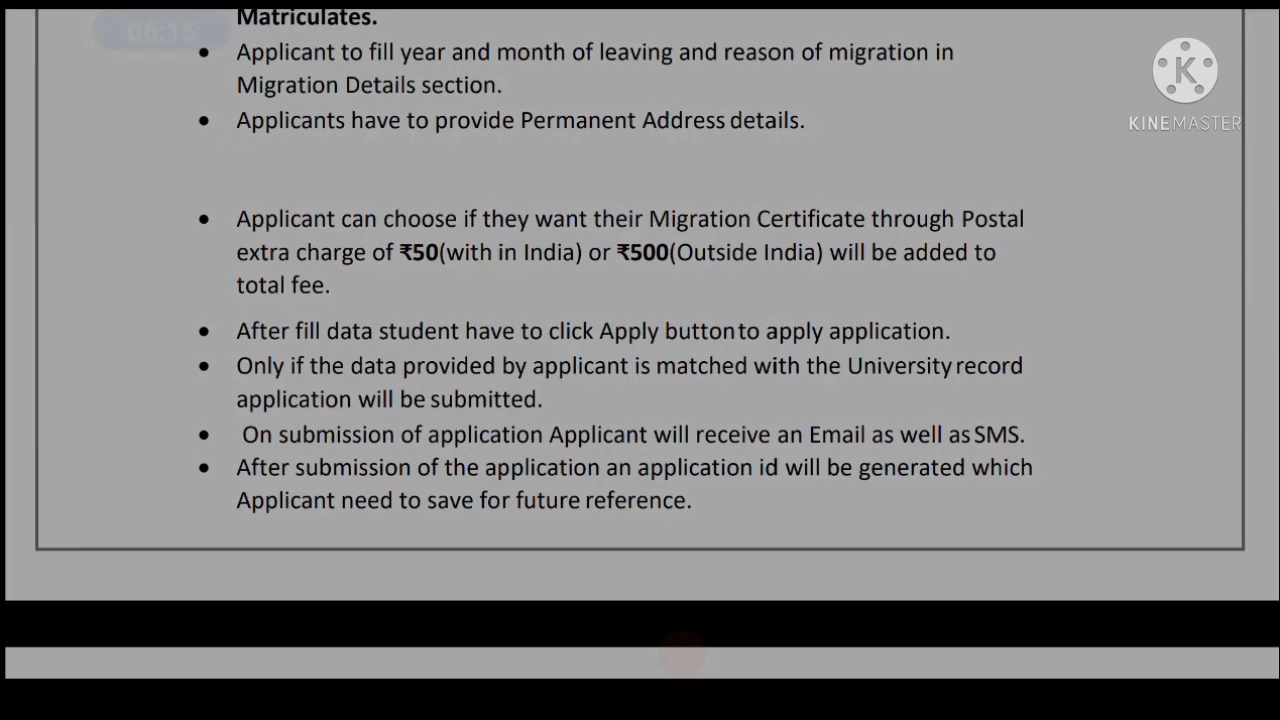 Matriculates.
06:15
• Applicant to fill year and month of leaving and reason of migration in
Migration Details section.
• Applicants have to provide Permanent Address details.
K
KINEMASTER
• Applicant can choose if they want their Migration Certificate through Postal
extra charge of ₹50(with in India) or ₹500(Outside India) will be added to
total fee.
• After fill data student have to click Apply button to apply application.
• Only if the data provided by applicant is matched with the University record
application will be submitted.
• On submission of application Applicant will receive an Email as well as SMS.
• After submission of the application an application id will be generated which
Applicant need to save for future reference.